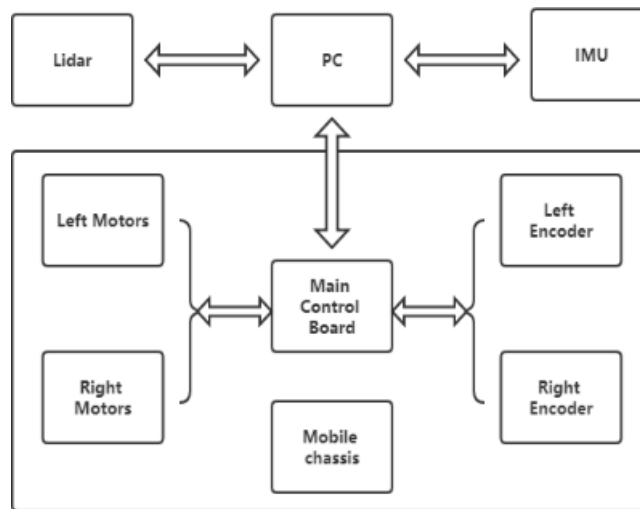 Lidar
PC
IMU
Left Motors
Left
Encoder
Main
Control
Board
Right
Motors
Right
Encoder
Mobile
chassis